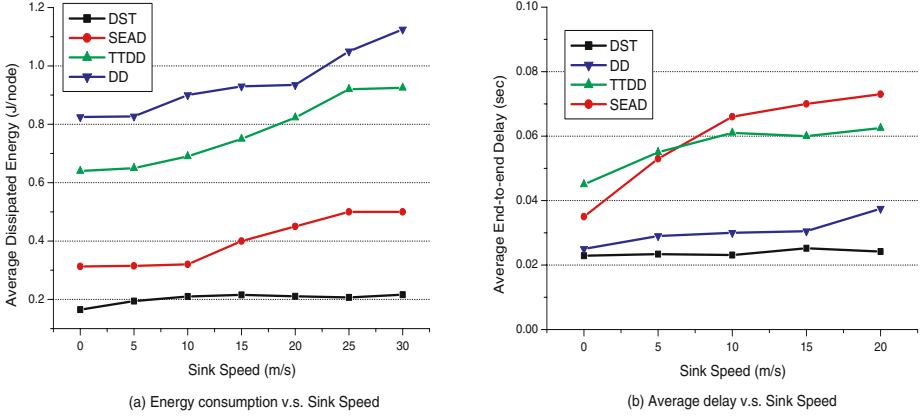 DST
SEAD
TTDD
DD
1.2
1.0
0.8
0.6
0.4
0.2
Average Dissipated Energy (J/node)
0 5 10 15 20 25 30
Sink Speed (m/s)
(a) Energy consumption v.s. Sink Speed
DST
DD
TTDD
SEAD
0.10
0.08
0.06
0.04
0.02
0.00
Average End-to-end Delay (sec)
0 5 10 15 20
Sink Speed (m/s)
(b) Average delay v.s. Sink Speed